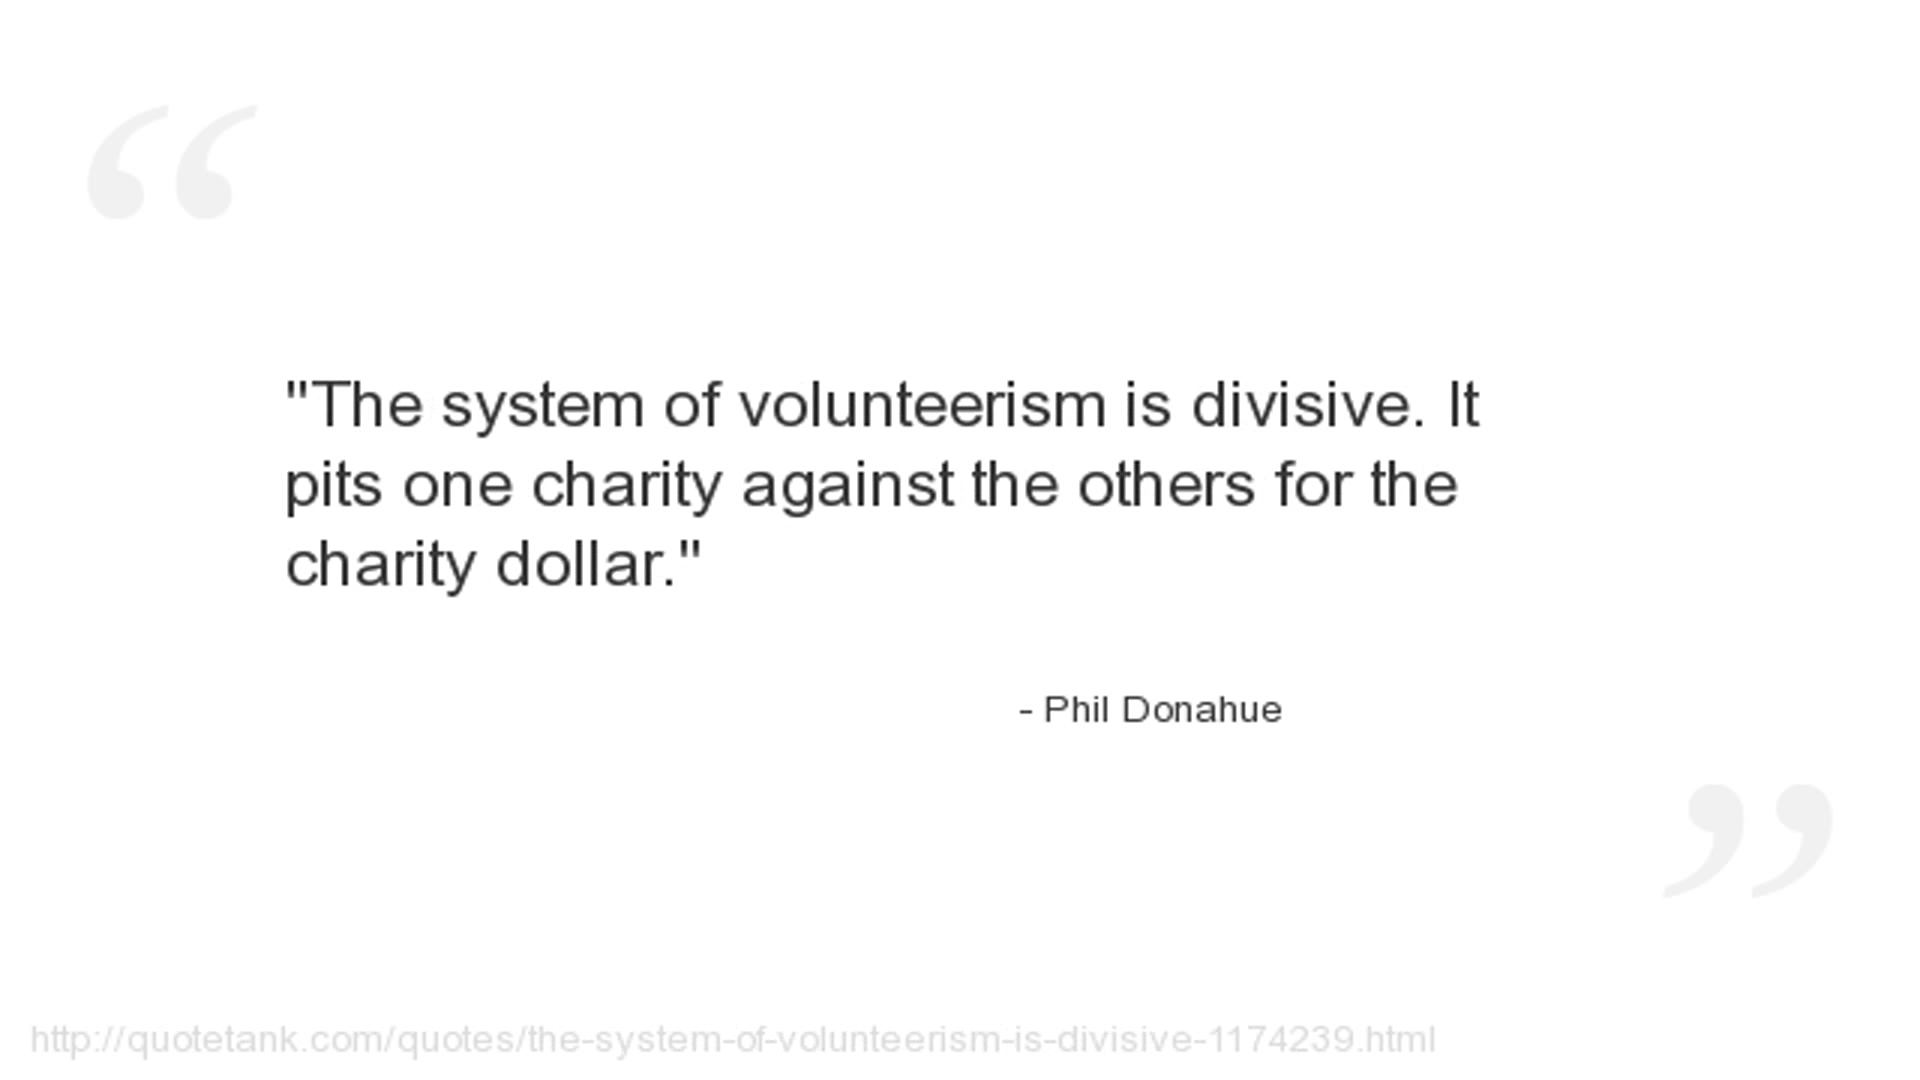 "The system of volunteerism is divisive. It
pits one charity against the others for the
charity dollar."
- Phil Donahue
http://quotetank.com/quotes/the-system-of-volunteerism-is-divisive-1174239.html